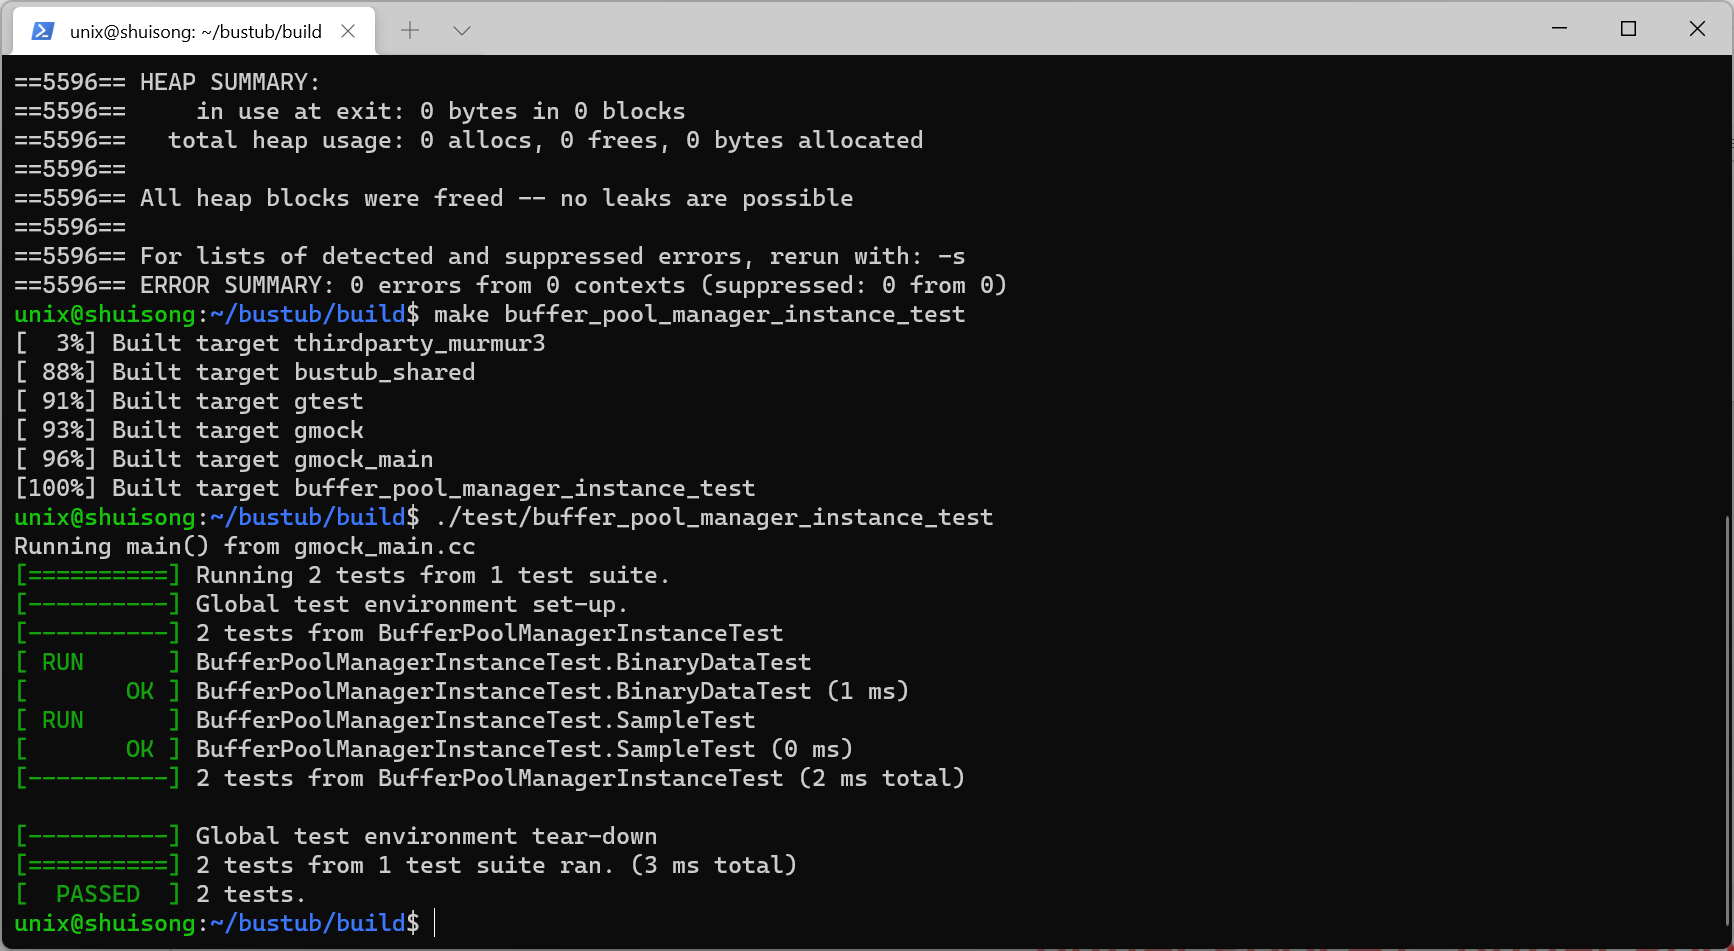 unix@shuisong: ~/bustub/build
==5596== HEAP SUMMARY:
==5596==     in use at exit: 0 bytes in 0 blocks
==5596==   total heap usage: 0 allocs, 0 frees, 0 bytes allocated
==5596==
==5596== All heap blocks were freed -- no leaks are possible
==5596==
==5596== For lists of detected and suppressed errors, rerun with: -s
==5596== ERROR SUMMARY: 0 errors from 0 contexts (suppressed: 0 from 0)
unix@shuisong:~/bustub/build$ make buffer_pool_manager_instance_test
[  3%] Built target thirdparty_murmur3
[ 88%] Built target bustub_shared
[ 91%] Built target gtest
[ 93%] Built target gmock
[ 96%] Built target gmock_main
[100%] Built target buffer_pool_manager_instance_test
unix@shuisong:~/bustub/build$ ./test/buffer_pool_manager_instance_test
Running main() from gmock_main.cc
[==========] Running 2 tests from 1 test suite.
[----------] Global test environment set-up.
[----------] 2 tests from BufferPoolManagerInstanceTest
[ RUN      ] BufferPoolManagerInstanceTest.BinaryDataTest
[       OK ] BufferPoolManagerInstanceTest.BinaryDataTest (1 ms)
[ RUN      ] BufferPoolManagerInstanceTest.SampleTest
[       OK ] BufferPoolManagerInstanceTest.SampleTest (0 ms)
[----------] 2 tests from BufferPoolManagerInstanceTest (2 ms total)

[----------] Global test environment tear-down
[==========] 2 tests from 1 test suite ran. (3 ms total)
[  PASSED  ] 2 tests.
unix@shuisong:~/bustub/build$